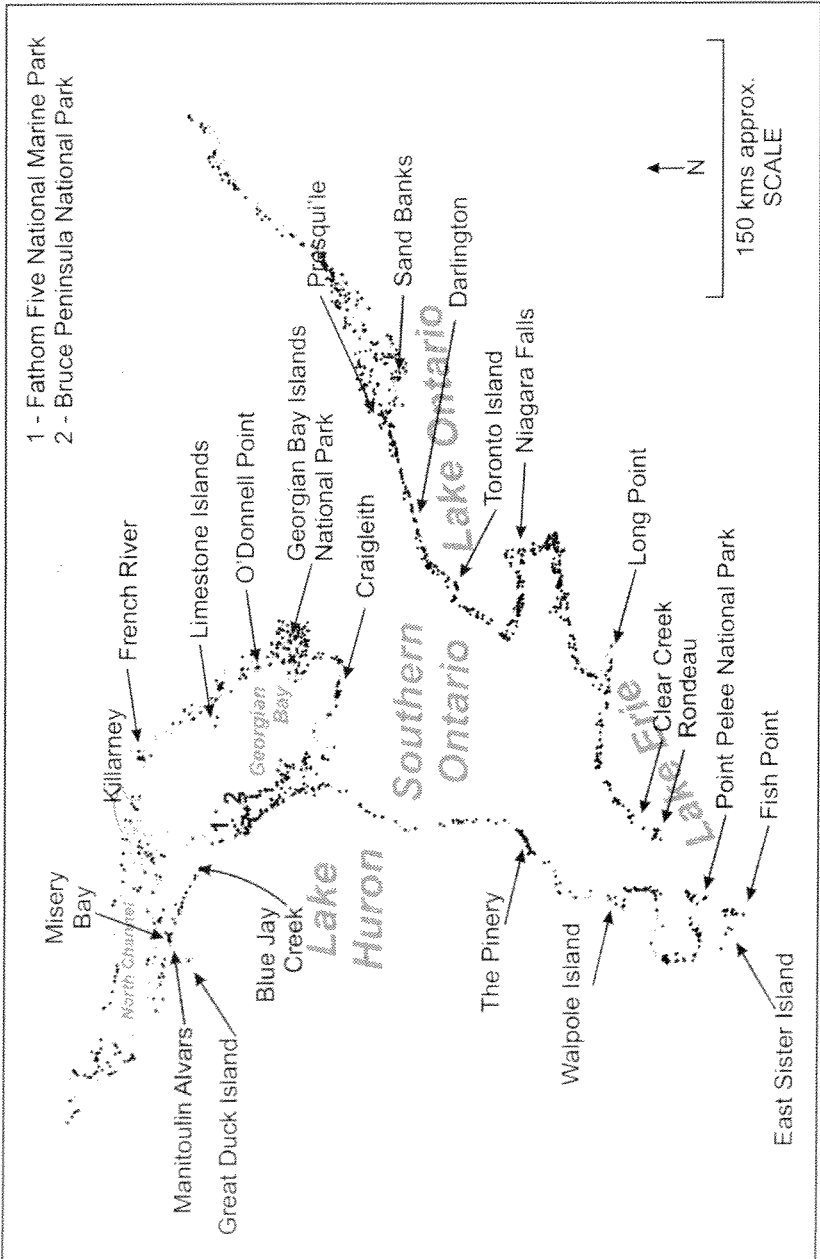 1 - Fathom Five National Marine Park
2 - Bruce Peninsula National Park
Killarney
French River
Limestone Islands
O'Donnell Point
Georgian Bay Islands
National Park
Craigleith
Misery
Bay
North Channel
Georgian
Bay
1
2
Manitoulin Alvars
Great Duck Island
Blue Jay
Creek
Lake
Huron
Southern
Ontario
Lake Ontario
Presqui'le
Sand Banks
Darlington
Toronto Island
Niagara Falls
The Pinery
Walpole Island
Long Point
Lake Erie
Clear Creek
Rondeau
Point Pelee National Park
Fish Point
East Sister Island
N
150 kms approx.
SCALE